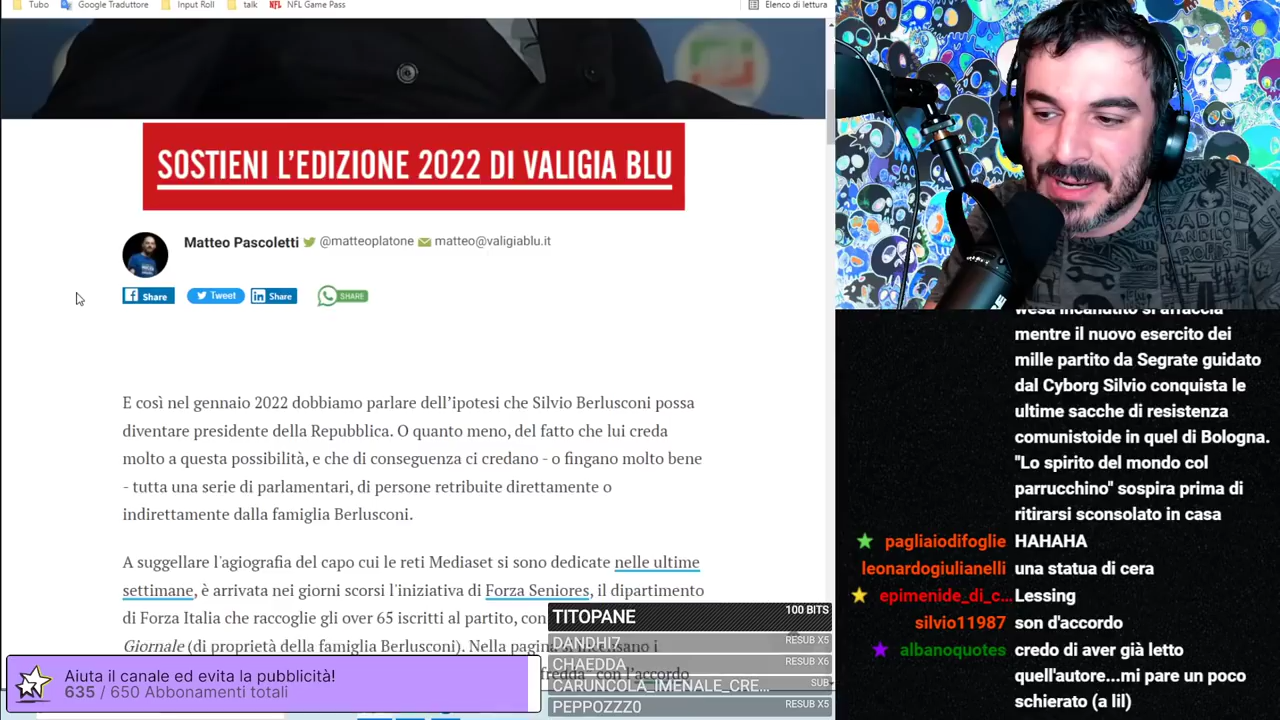 Tubo Google Traduttore Input Roll talk NFL Game Pass Elenco di lettura
SOSTIENI L'EDIZIONE 2022 DI VALIGIA BLU
Matteo Pascoletti @matteoplatone matteo@valigiablu.it
Share Tweet Share SHARE
E così nel gennaio 2022 dobbiamo parlare dell'ipotesi che Silvio Berlusconi possa
diventare presidente della Repubblica. O quanto meno, del fatto che lui creda
molto a questa possibilità, e che di conseguenza ci credano - o fingano molto bene
- tutta una serie di parlamentari, di persone retribuite direttamente o
indirettamente dalla famiglia Berlusconi.
A suggellare l'agiografia del capo cui le reti Mediaset si sono dedicate nelle ultime
settimane, è arrivata nei giorni scorsi l'iniziativa di Forza Seniores, il dipartimento
di Forza Italia che raccoglie gli over 65 iscritti al partito, con
Giornale (di proprietà della famiglia Berlusconi). Nella pagina
fredda" con l'accordo
Aiuta il canale ed evita la pubblicità!
635 / 650 Abbonamenti totali
TITOPANE 100 BITS
DANDHI7 RESUB X5
CHAEDDA RESUB X6
CARUNCOLA_IMENALE_CRE... SUB
PEPPOZZZ0 RESUB X5
mentre il nuovo esercito dei
mille partito da Segrate guidato
dal Cyborg Silvio conquista le
ultime sacche di resistenza
comunistoide in quel di Bologna.
"Lo spirito del mondo col
parrucchino" sospira prima di
ritirarsi sconsolato in casa
pagliaiodifoglie HAHAHA
leonardogiulianelli una statua di cera
epimenide_di_c... Lessing
silvio11987 son d'accordo
albanoquotes credo di aver già letto
quell'autore...mi pare un poco
schierato (a lil)